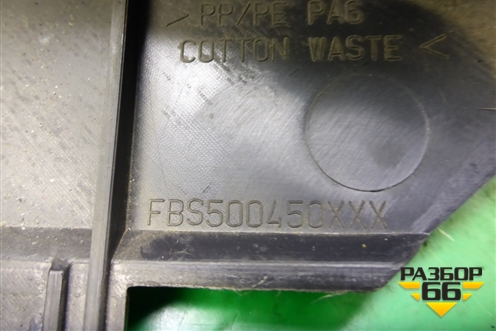 > PP/PE PA6
COTTON WASTE <
FBS500450XXX
РАЗБОР
66